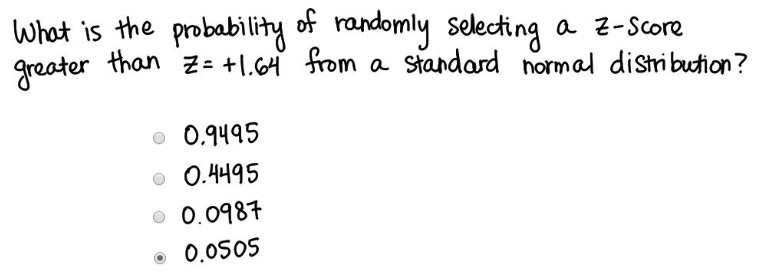 What is the probability of randomly selecting a z-score
greater than z = +1.64 from a standard normal distribution?
0.9495
0.4495
0.0987
0.0505